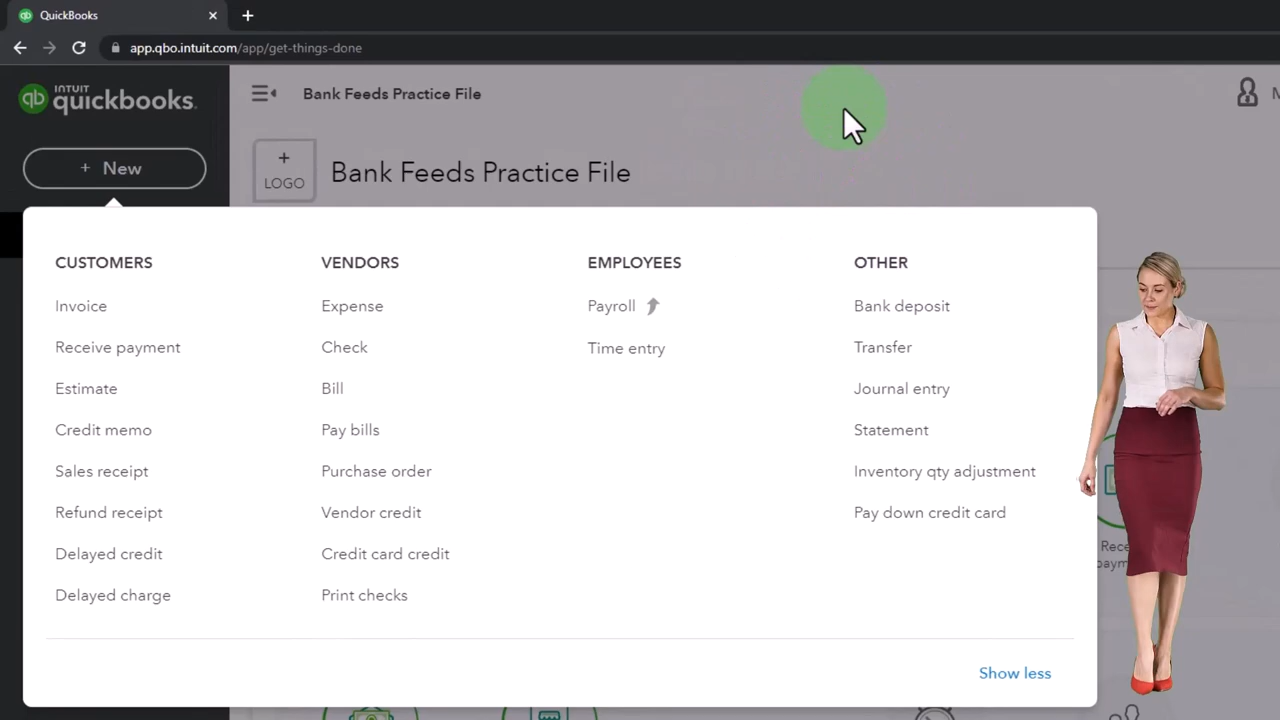 QuickBooks
app.qbo.intuit.com/app/get-things-done
INTUIT
quickbooks.
Bank Feeds Practice File
+ New
+
LOGO
Bank Feeds Practice File
CUSTOMERS
Invoice
Receive payment
Estimate
Credit memo
Sales receipt
Refund receipt
Delayed credit
Delayed charge
VENDORS
Expense
Check
Bill
Pay bills
Purchase order
Vendor credit
Credit card credit
Print checks
EMPLOYEES
Payroll
Time entry
OTHER
Bank deposit
Transfer
Journal entry
Statement
Inventory qty adjustment
Pay down credit card
Show less